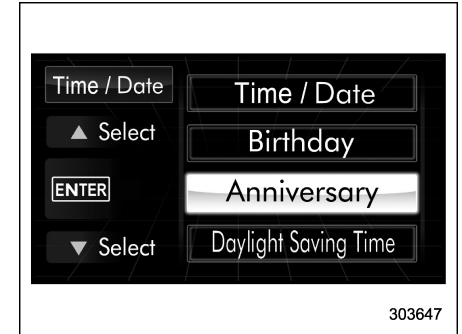 Time / Date
▲ Select
ENTER
▼ Select
Time / Date
Birthday
Anniversary
Daylight Saving Time
303647